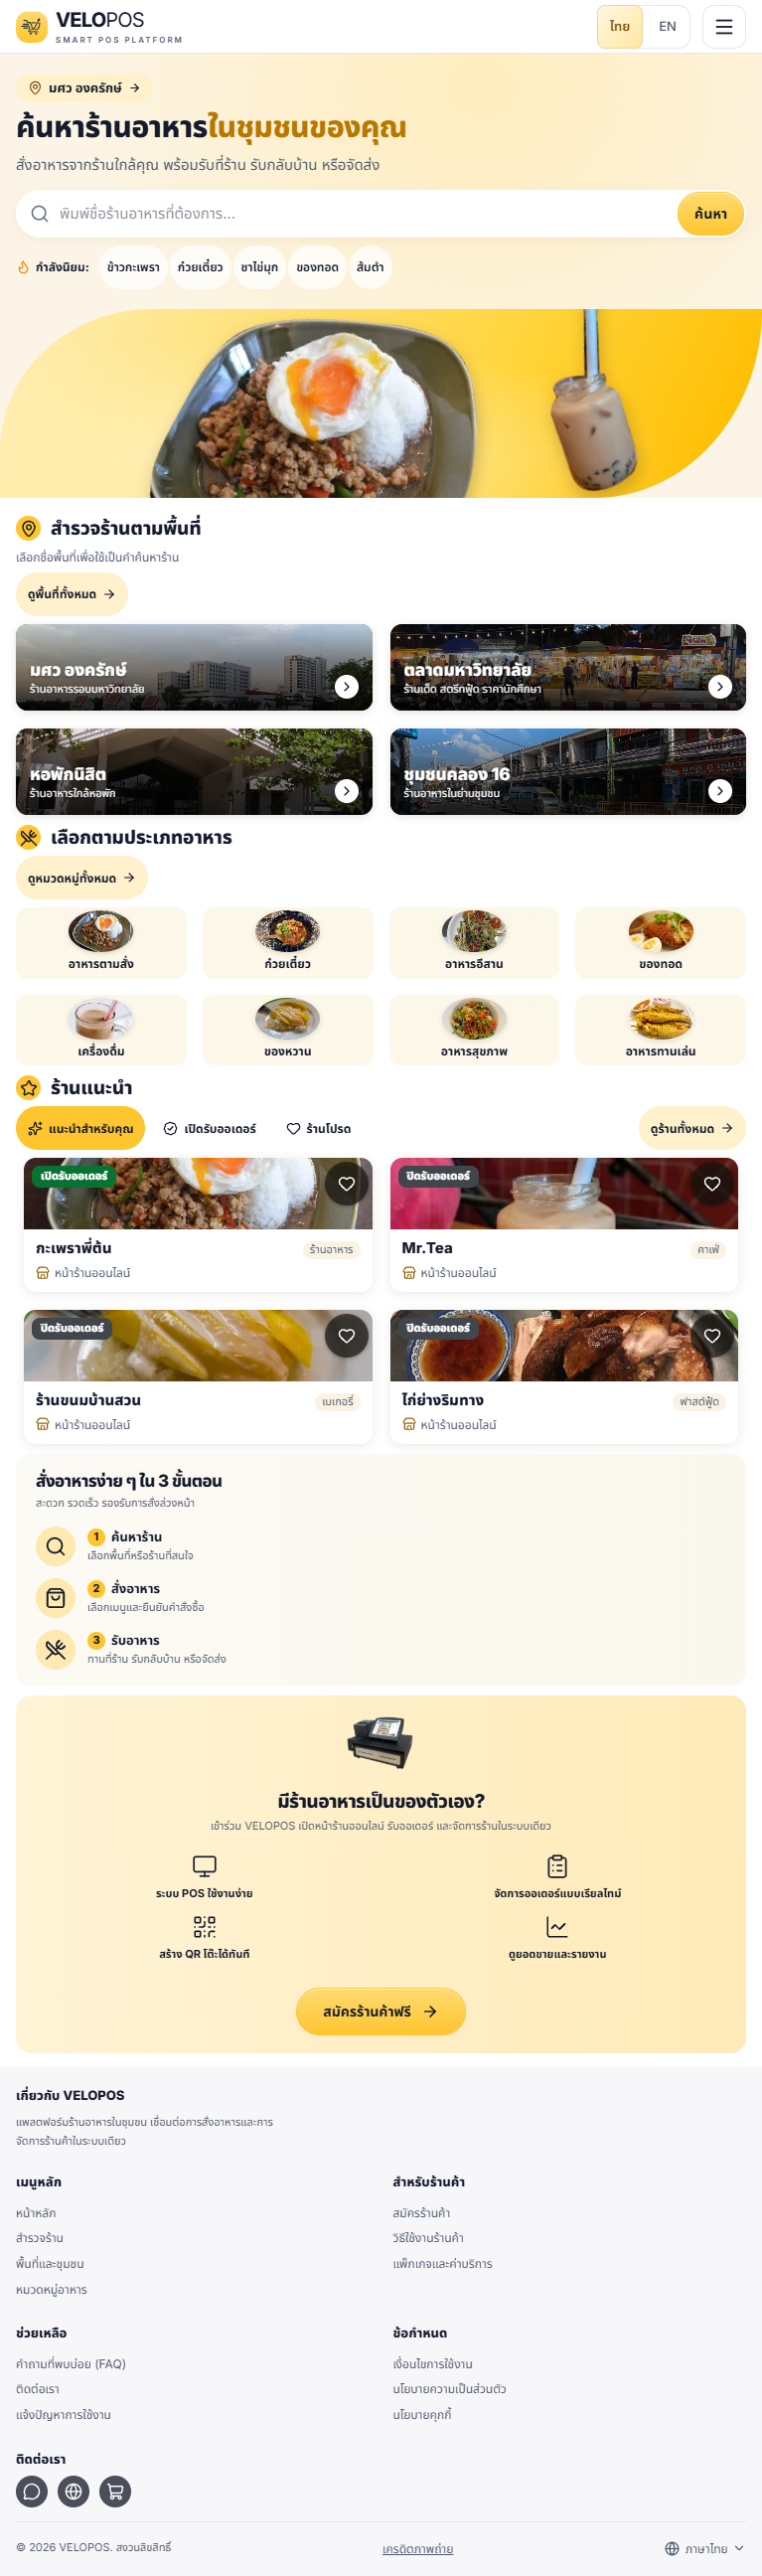 VELOPOS
SMART POS PLATFORM
ไทย
EN
มศว องครักษ์
ค้นหาร้านอาหารในชุมชนของคุณ
สั่งอาหารจากร้านใกล้คุณ พร้อมรับที่ร้าน รับกลับบ้าน หรือจัดส่ง
พิมพ์ชื่อร้านอาหารที่ต้องการ...
ค้นหา
กำลังนิยม: ข้าวกะเพรา ก๋วยเตี๋ยว ชาไข่มุก ของทอด ส้มตำ
สำรวจร้านตามพื้นที่
เลือกชื่อพื้นที่เพื่อใช้เป็นคำค้นหาร้าน
ดูพื้นที่ทั้งหมด
มศว องครักษ์
ร้านอาหารรอบมหาวิทยาลัย
ตลาดมหาวิทยาลัย
ร้านเด็ด สตรีทฟู้ด ราคานักศึกษา
หอพักนิสิต
ร้านอาหารใกล้หอพัก
ชุมชนคลอง 16
ร้านอาหารในย่านชุมชน
เลือกตามประเภทอาหาร
ดูหมวดหมู่ทั้งหมด
อาหารตามสั่ง
ก๋วยเตี๋ยว
อาหารอีสาน
ของทอด
เครื่องดื่ม
ของหวาน
อาหารสุขภาพ
อาหารทานเล่น
ร้านแนะนำ
แนะนำสำหรับคุณ
เปิดรับออเดอร์
ร้านโปรด
ดูร้านทั้งหมด
เปิดรับออเดอร์
กะเพราพี่ต้น
ร้านอาหาร
หน้าร้านออนไลน์
ปิดรับออเดอร์
Mr.Tea
คาเฟ่
หน้าร้านออนไลน์
ปิดรับออเดอร์
ร้านขนมบ้านสวน
เบเกอรี่
หน้าร้านออนไลน์
ปิดรับออเดอร์
ไก่ย่างริมทาง
ฟาสต์ฟู้ด
หน้าร้านออนไลน์
สั่งอาหารง่าย ๆ ใน 3 ขั้นตอน
สะดวก รวดเร็ว รองรับการสั่งล่วงหน้า
1 ค้นหาร้าน
เลือกพื้นที่หรือร้านที่สนใจ
2 สั่งอาหาร
เลือกเมนูและยืนยันคำสั่งซื้อ
3 รับอาหาร
ทานที่ร้าน รับกลับบ้าน หรือจัดส่ง
มีร้านอาหารเป็นของตัวเอง?
เข้าร่วม VELOPOS เปิดหน้าร้านออนไลน์ รับออเดอร์ และจัดการร้านในระบบเดียว
ระบบ POS ใช้งานง่าย
จัดการออเดอร์แบบเรียลไทม์
สร้าง QR โต๊ะได้ทันที
ดูยอดขายและรายงาน
สมัครร้านค้าฟรี
เกี่ยวกับ VELOPOS
แพลตฟอร์มร้านอาหารในชุมชน เชื่อมต่อการสั่งอาหารและการ
จัดการร้านค้าในระบบเดียว
เมนูหลัก
หน้าหลัก
สำรวจร้าน
พื้นที่และชุมชน
หมวดหมู่อาหาร
สำหรับร้านค้า
สมัครร้านค้า
วิธีใช้งานร้านค้า
แพ็กเกจและค่าบริการ
ช่วยเหลือ
คำถามที่พบบ่อย (FAQ)
ติดต่อเรา
แจ้งปัญหาการใช้งาน
ข้อกำหนด
เงื่อนไขการใช้งาน
นโยบายความเป็นส่วนตัว
นโยบายคุกกี้
ติดต่อเรา
© 2026 VELOPOS. สงวนลิขสิทธิ์
เครดิตภาพถ่าย
ภาษาไทย